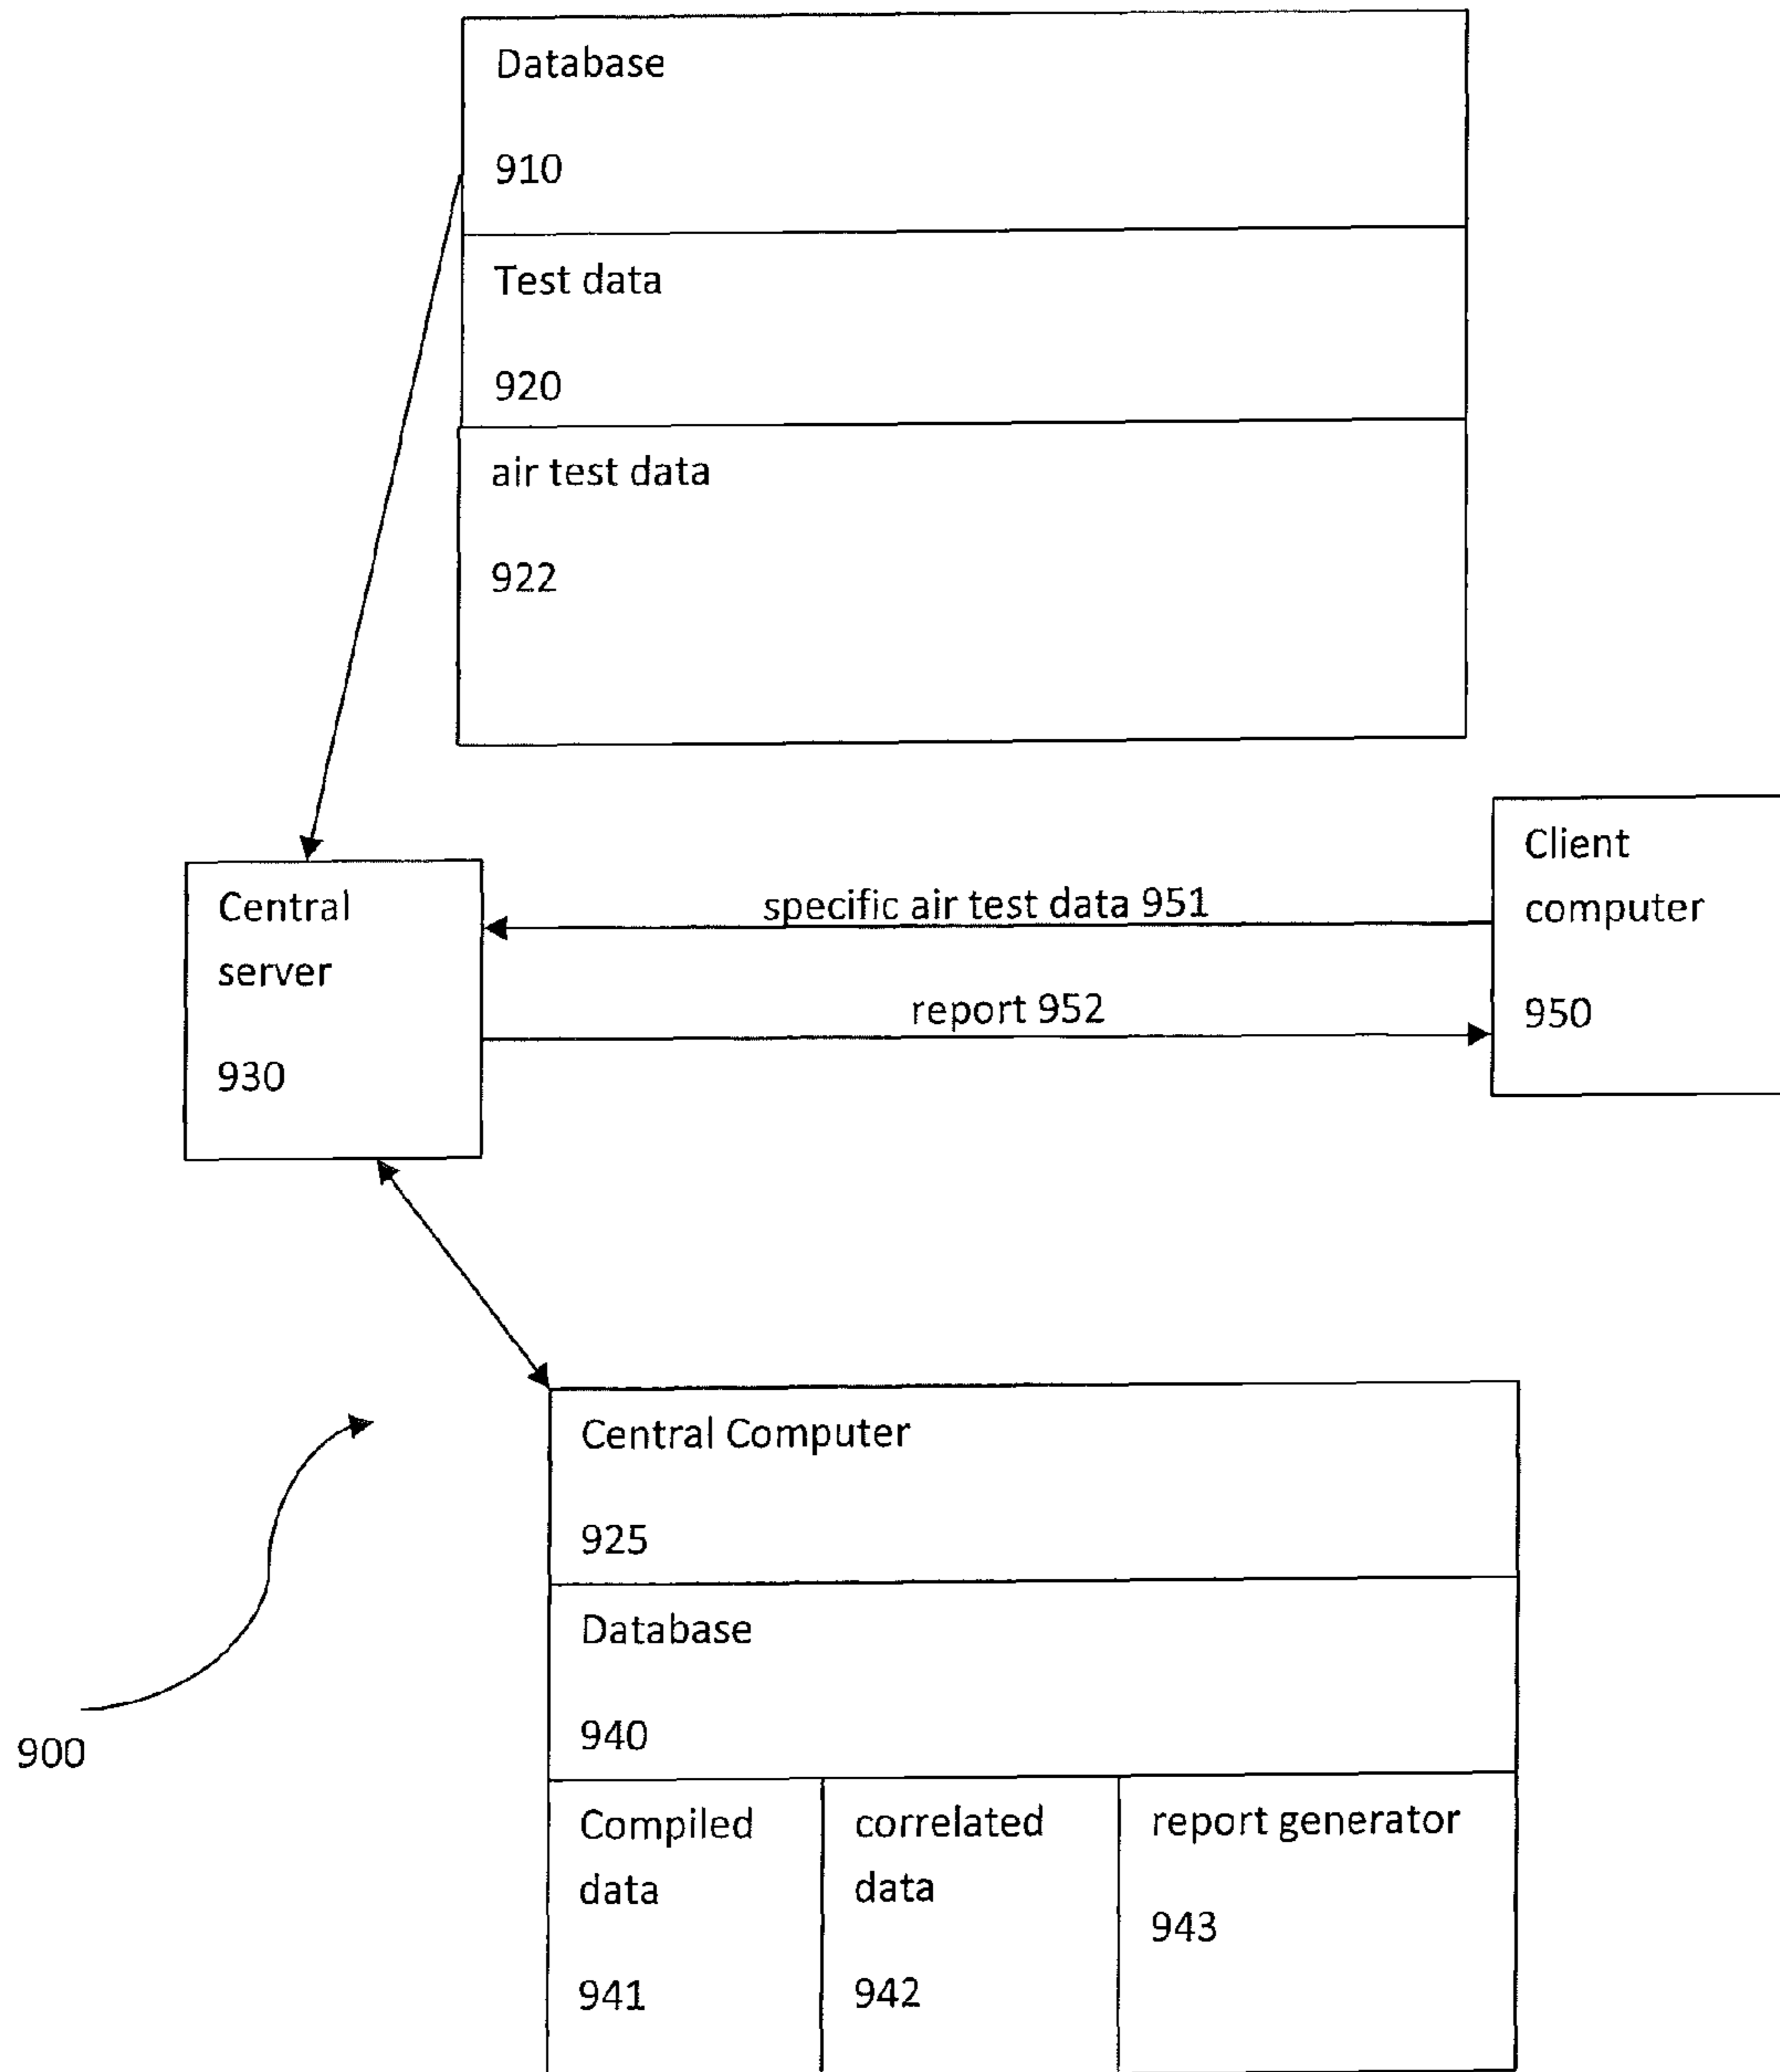 Database
910
Test data
920
air test data
922
Client
computer
950
Central
server
930
specific air test data 951
report 952
Central Computer
925
Database
940
900
Compiled
data
941
correlated
data
942
report generator
943